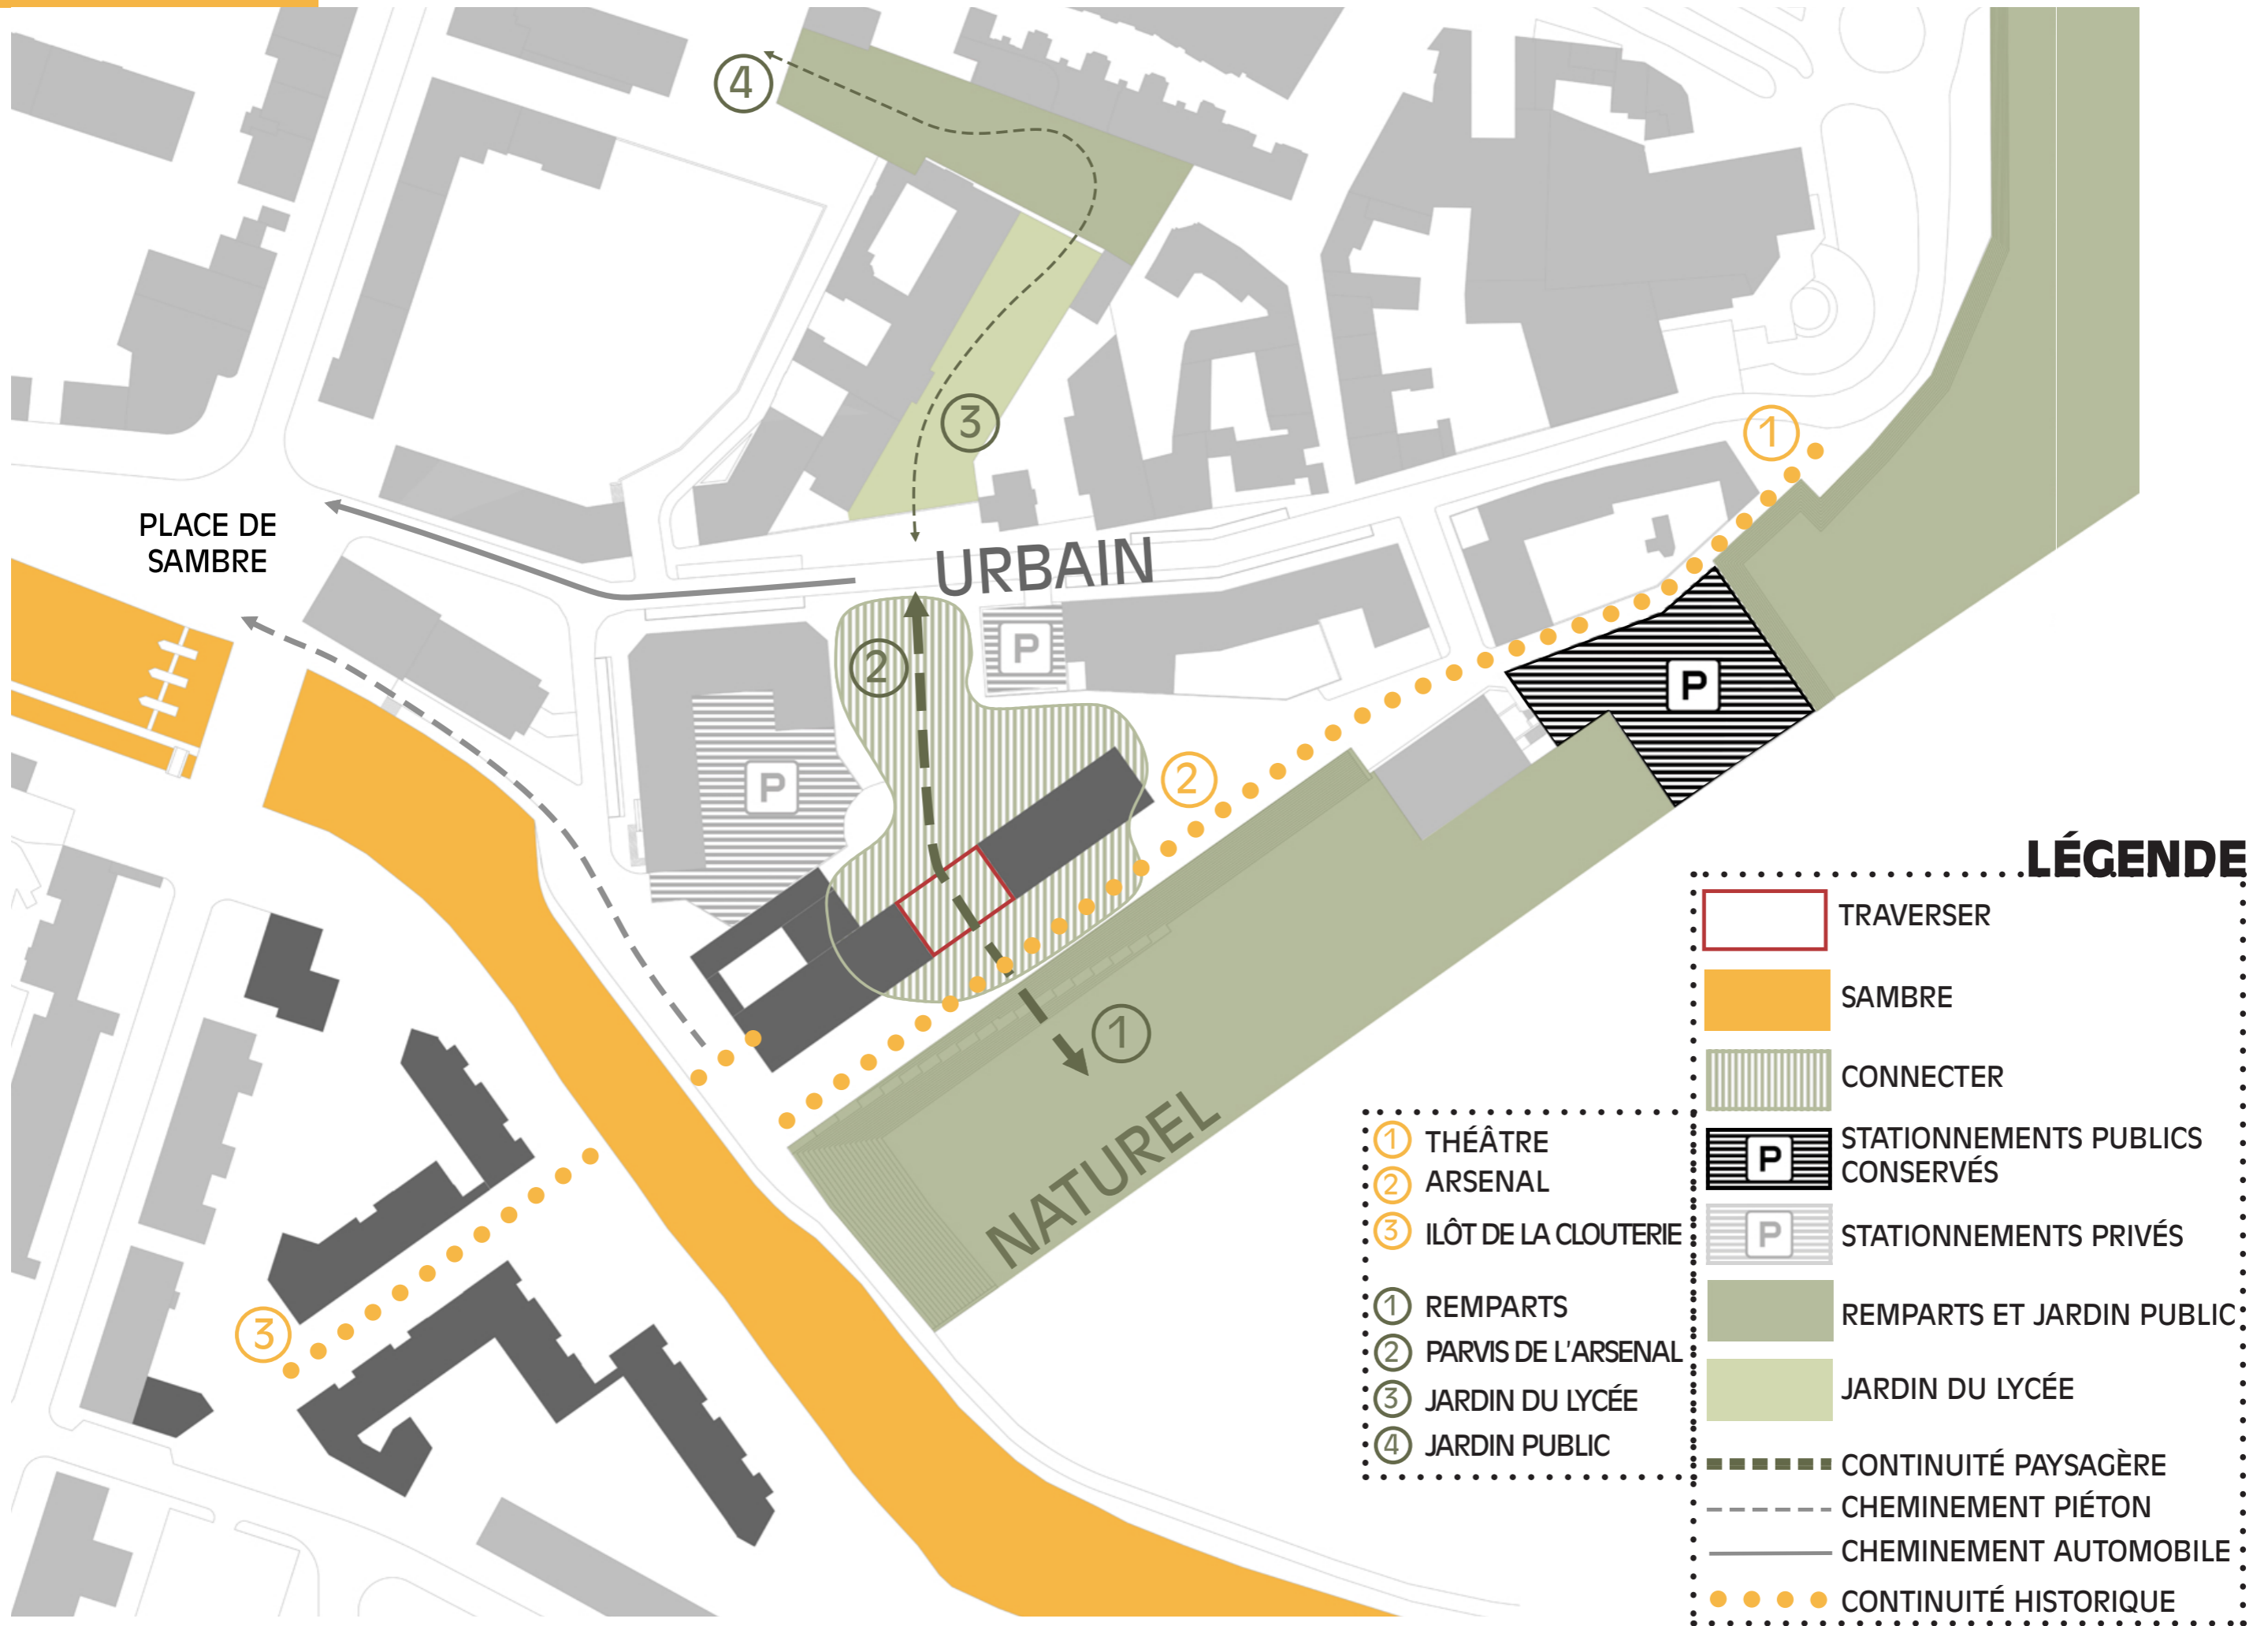 4
3
1
PLACE DE
SAMBRE
URBAIN
2
P
P
P
2
1
NATUREL
3
LÉGENDE
TRAVERSER
SAMBRE
CONNECTER
P
STATIONNEMENTS PUBLICS
CONSERVÉS
P
STATIONNEMENTS PRIVÉS
REMPARTS ET JARDIN PUBLIC
JARDIN DU LYCÉE
CONTINUITÉ PAYSAGÈRE
CHEMINEMENT PIÉTON
CHEMINEMENT AUTOMOBILE
CONTINUITÉ HISTORIQUE
1 THÉÂTRE
2 ARSENAL
3 ILÔT DE LA CLOUTERIE
1 REMPARTS
2 PARVIS DE L'ARSENAL
3 JARDIN DU LYCÉE
4 JARDIN PUBLIC